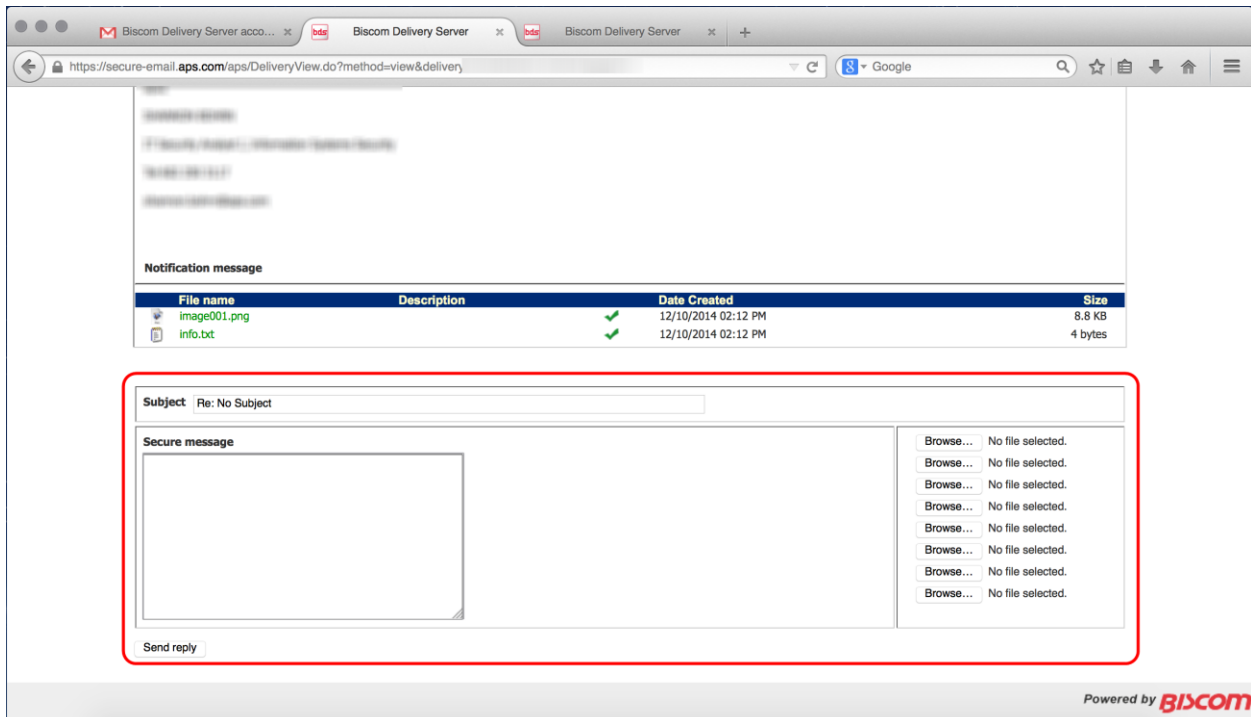 Biscom Delivery Server acco... ×
bds Biscom Delivery Server ×
bds Biscom Delivery Server ×
https://secure-email.aps.com/aps/DeliveryView.do?method=view&delivery
Google
Notification message
File name Description Date Created Size
image001.png 12/10/2014 02:12 PM 8.8 KB
info.txt 12/10/2014 02:12 PM 4 bytes
Subject Re: No Subject
Secure message
Browse... No file selected.
Browse... No file selected.
Browse... No file selected.
Browse... No file selected.
Browse... No file selected.
Browse... No file selected.
Browse... No file selected.
Browse... No file selected.
Send reply
Powered by BISCOM